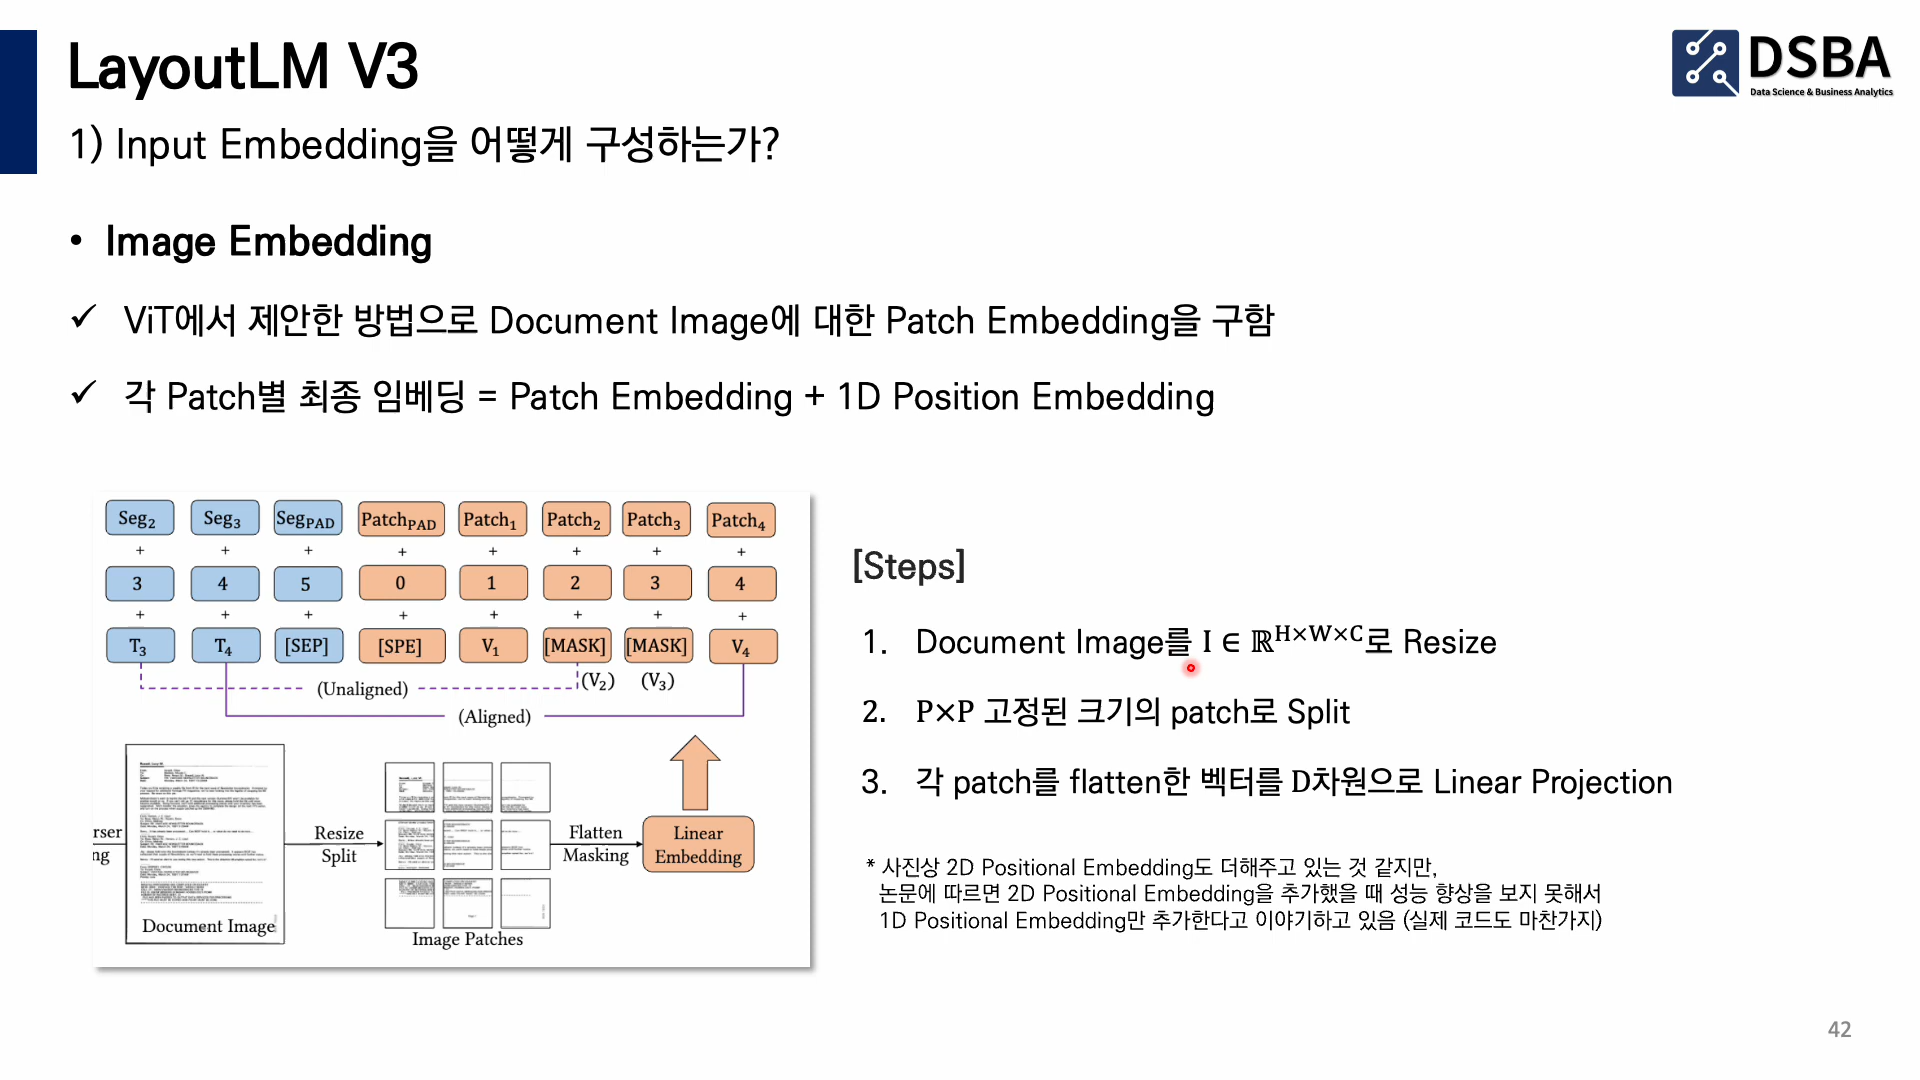 LayoutLM V3
DSBA
Data Science & Business Analytics
1) Input Embedding을 어떻게 구성하는가?
• Image Embedding
✓ ViT에서 제안한 방법으로 Document Image에 대한 Patch Embedding을 구함
✓ 각 Patch별 최종 임베딩 = Patch Embedding + 1D Position Embedding
Seg₂ Seg₃ Seg_PAD Patch_PAD Patch₁ Patch₂ Patch₃ Patch₄
+ + + + + + + +
3 4 5 0 1 2 3 4
+ + + + + + + +
T₃ T₄ [SEP] [SPE] V₁ [MASK] [MASK] V₄
(Unaligned) (V₂) (V₃)
(Aligned)
rser
ng
Document Image
Resize
Split
Image Patches
Flatten
Masking
Linear
Embedding
[Steps]
1. Document Image를 I ∈ ℝ^{H×W×C}로 Resize
2. P×P 고정된 크기의 patch로 Split
3. 각 patch를 flatten한 벡터를 D차원으로 Linear Projection
* 사진상 2D Positional Embedding도 더해주고 있는 것 같지만,
논문에 따르면 2D Positional Embedding을 추가했을 때 성능 향상을 보지 못해서
1D Positional Embedding만 추가한다고 이야기하고 있음 (실제 코드도 마찬가지)
42